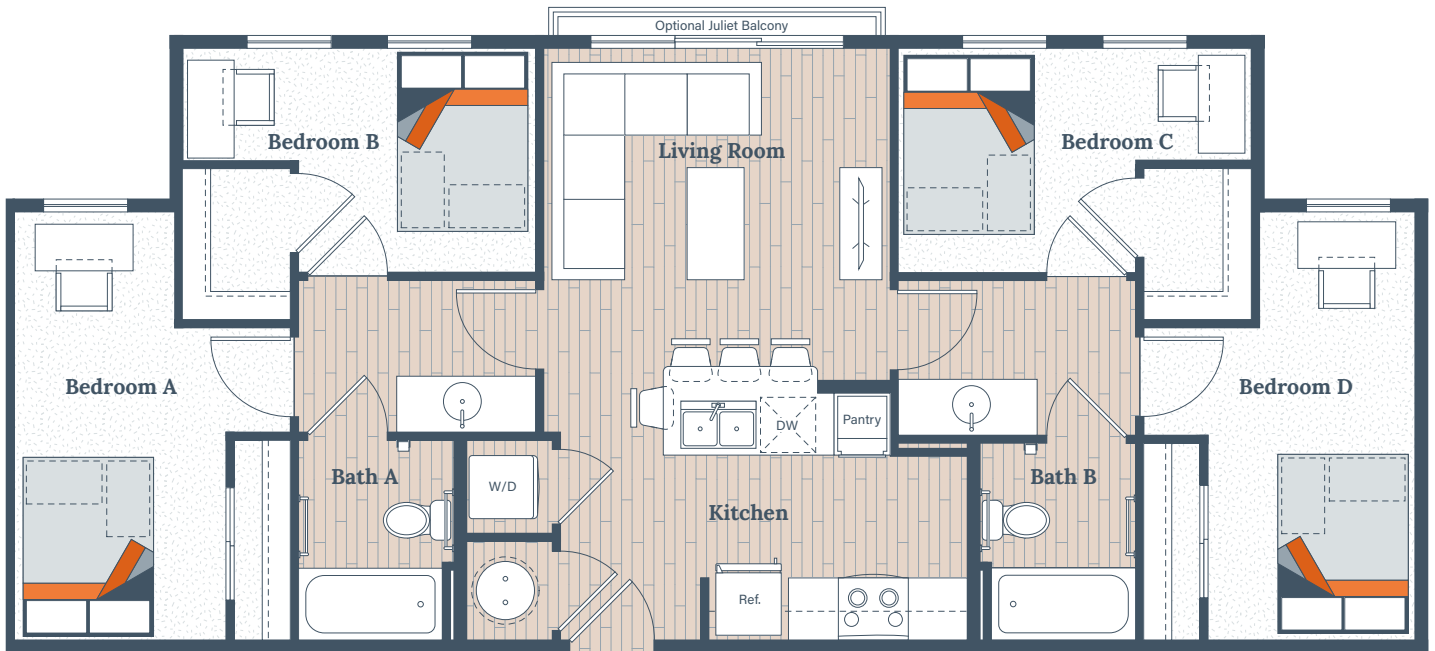 Optional Juliet Balcony
Bedroom B
Living Room
Bedroom C
Bedroom A
Bedroom D
DW
Pantry
Bath A
W/D
Kitchen
Bath B
Ref.